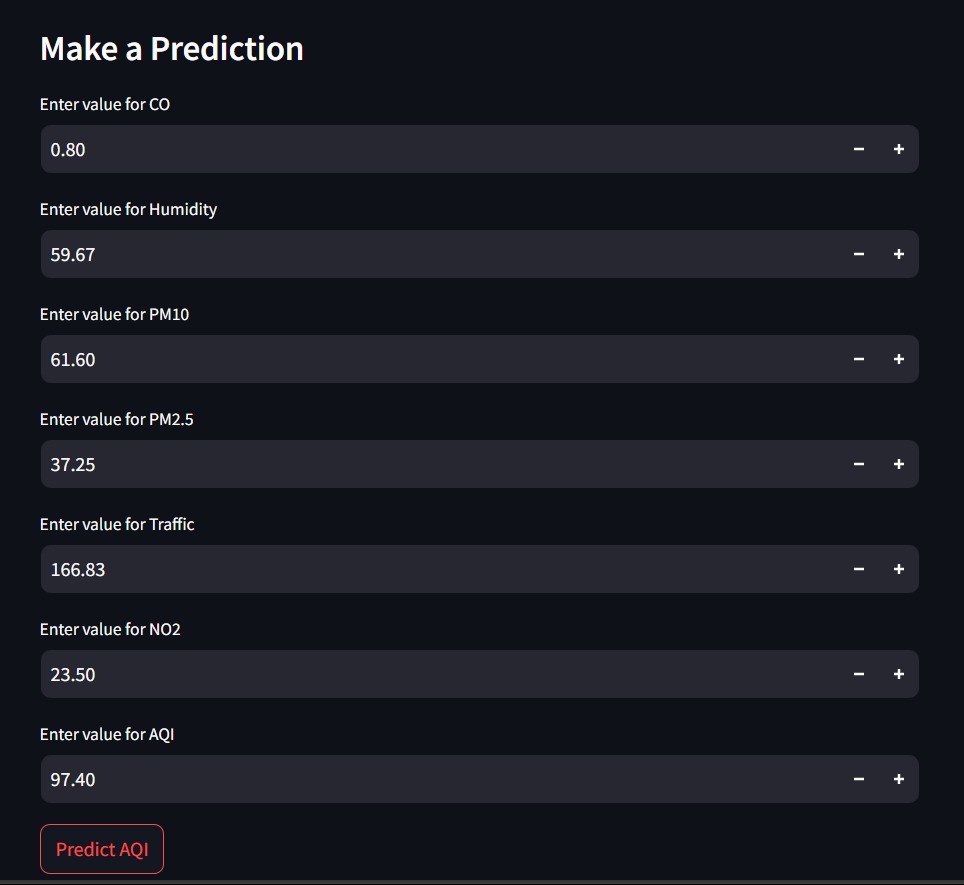 Make a Prediction
Enter value for CO
0.80
Enter value for Humidity
59.67
Enter value for PM10
61.60
Enter value for PM2.5
37.25
Enter value for Traffic
166.83
Enter value for NO2
23.50
Enter value for AQI
97.40
Predict AQI